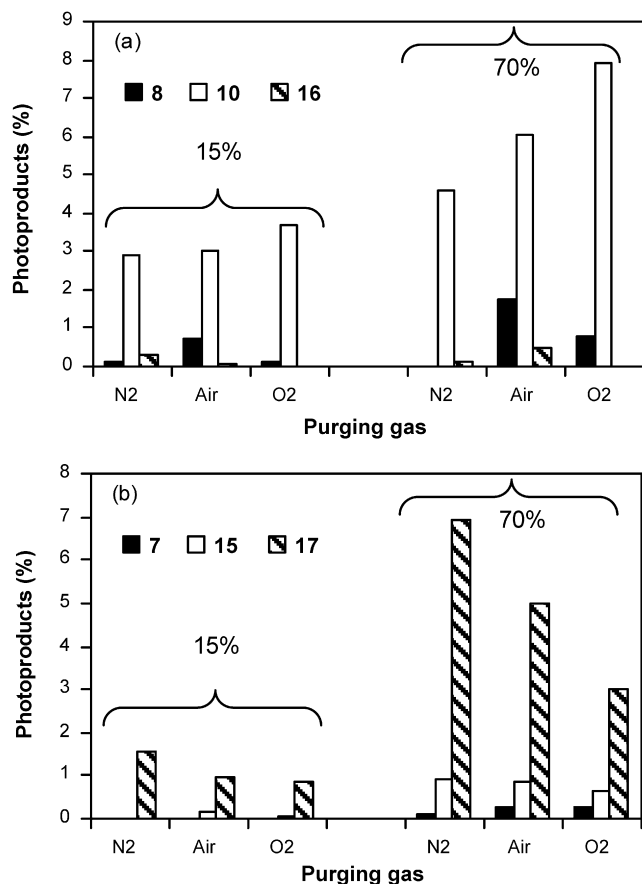 (a)
9
8
7
6
5
4
3
2
1
0
Photoproducts (%)
8 10 16
15%
70%
N2 Air O2 N2 Air O2
Purging gas
(b)
8
7
6
5
4
3
2
1
0
Photoproducts (%)
7 15 17
15%
70%
N2 Air O2 N2 Air O2
Purging gas